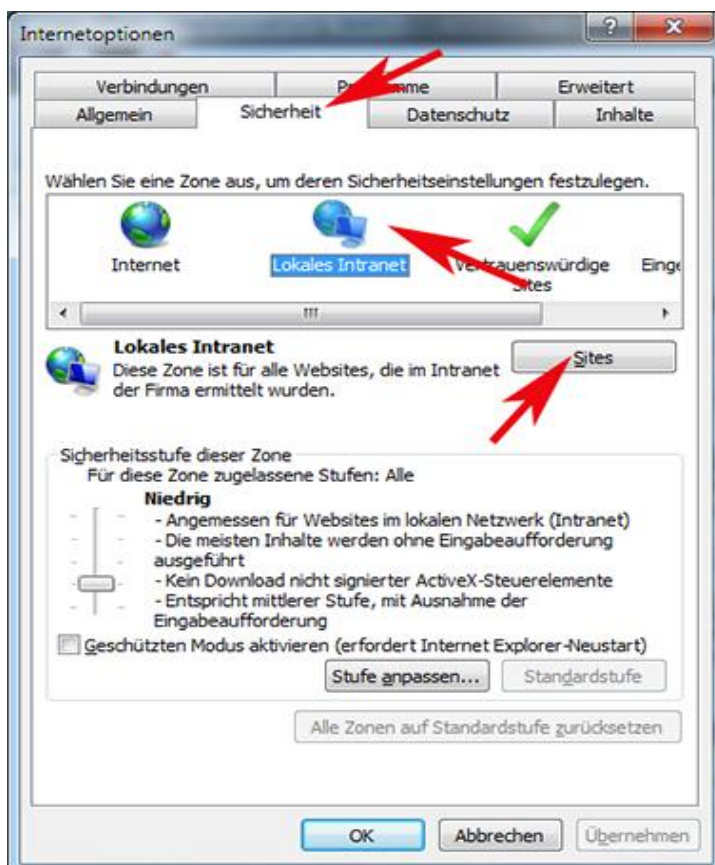 Internetoptionen
?
X
Verbindungen
Erweitert
Allgemein
Sicherheit
Datenschutz
Inhalte
Wählen Sie eine Zone aus, um deren Sicherheitseinstellungen festzulegen.
Internet
Lokales Intranet
Vertrauenswürdige
Sites
Lokales Intranet
Diese Zone ist für alle Websites, die im Intranet
der Firma ermittelt wurden.
Sites
Sicherheitsstufe dieser Zone
Für diese Zone zugelassene Stufen: Alle
Niedrig
- Angemessen für Websites im lokalen Netzwerk (Intranet)
- Die meisten Inhalte werden ohne Eingabeaufforderung
ausgeführt
- Kein Download nicht signierter ActiveX-Steuerelemente
- Entspricht mittlerer Stufe, mit Ausnahme der
Eingabeaufforderung
Geschützten Modus aktivieren (erfordert Internet Explorer-Neustart)
Stufe anpassen...
Standardstufe
Alle Zonen auf Standardstufe zurücksetzen
OK
Abbrechen
Übernehmen